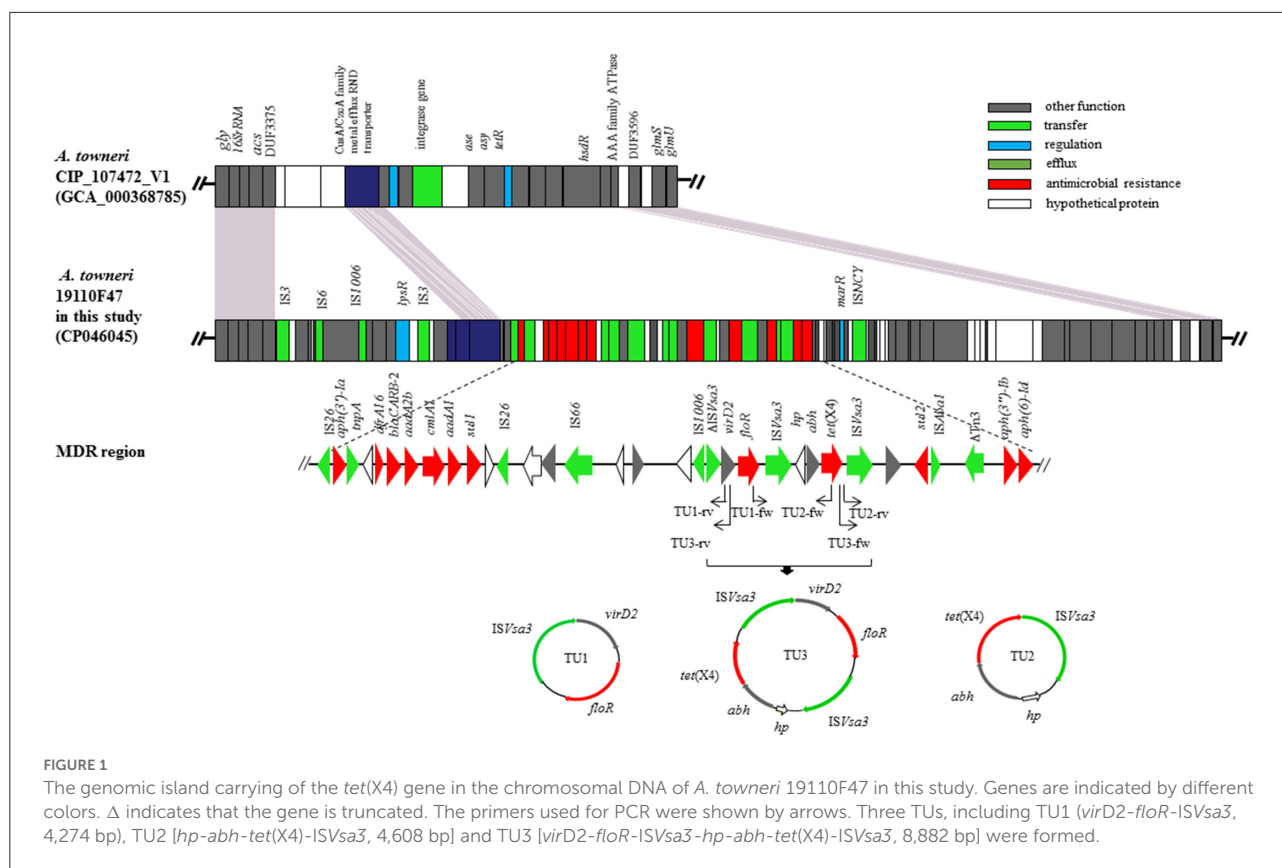 gly
16S-RNA
acs
DUF3375
CusA/CzcA family
metal efflux RND
transporter
integrase gene
ase
asy
tetR
hsdR
AAA family ATPase
DUF3596
glmS
glmU
other function
transfer
regulation
efflux
antimicrobial resistance
hypothetical protein
A. towneri
CIP_107472_V1
(GCA_000368785)
A. towneri
19110F47
in this study
(CP046045)
IS3
IS6
IS1006
lysR
IS3
marR
ISNCY
MDR region
IS26
aph(3')-Ia
tnpA
dfrA16
blaCARB-2
aadA2b
cmlA1
aadA1
std1
IS26
IS66
IS1006
ΔISVsa3
virD2
floR
ISVsa3
hp
abh
tet(X4)
ISVsa3
std2
ISAba1
ΔTn3
aph(3'')-Ib
aph(6)-Id
TU1-rv
TU1-fw
TU2-fw
TU2-rv
TU3-rv
TU3-fw
ISVsa3
virD2
TU1
floR
ISVsa3
virD2
floR
TU3
tet(X4)
abh
hp
ISVsa3
tet(X4)
ISVsa3
TU2
abh
hp
FIGURE 1
The genomic island carrying of the tet(X4) gene in the chromosomal DNA of A. towneri 19110F47 in this study. Genes are indicated by different
colors. Δ indicates that the gene is truncated. The primers used for PCR were shown by arrows. Three TUs, including TU1 (virD2-floR-ISVsa3,
4,274 bp), TU2 [hp-abh-tet(X4)-ISVsa3, 4,608 bp] and TU3 [virD2-floR-ISVsa3-hp-abh-tet(X4)-ISVsa3, 8,882 bp] were formed.